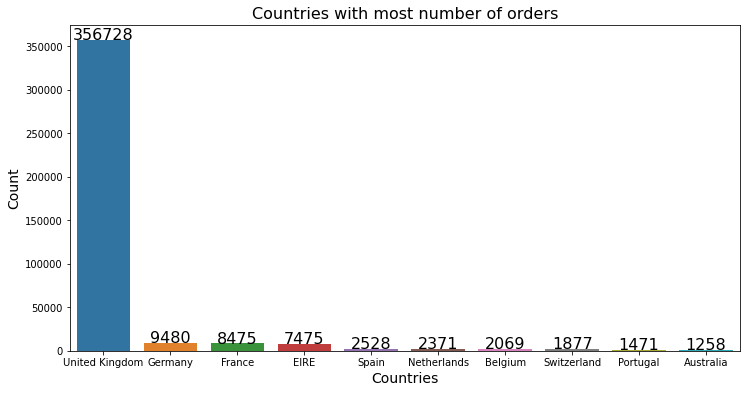 Countries with most number of orders
Count
350000
300000
250000
200000
150000
100000
50000
0
356728
9480
8475
7475
2528
2371
2069
1877
1471
1258
United Kingdom
Germany
France
EIRE
Spain
Netherlands
Belgium
Switzerland
Portugal
Australia
Countries